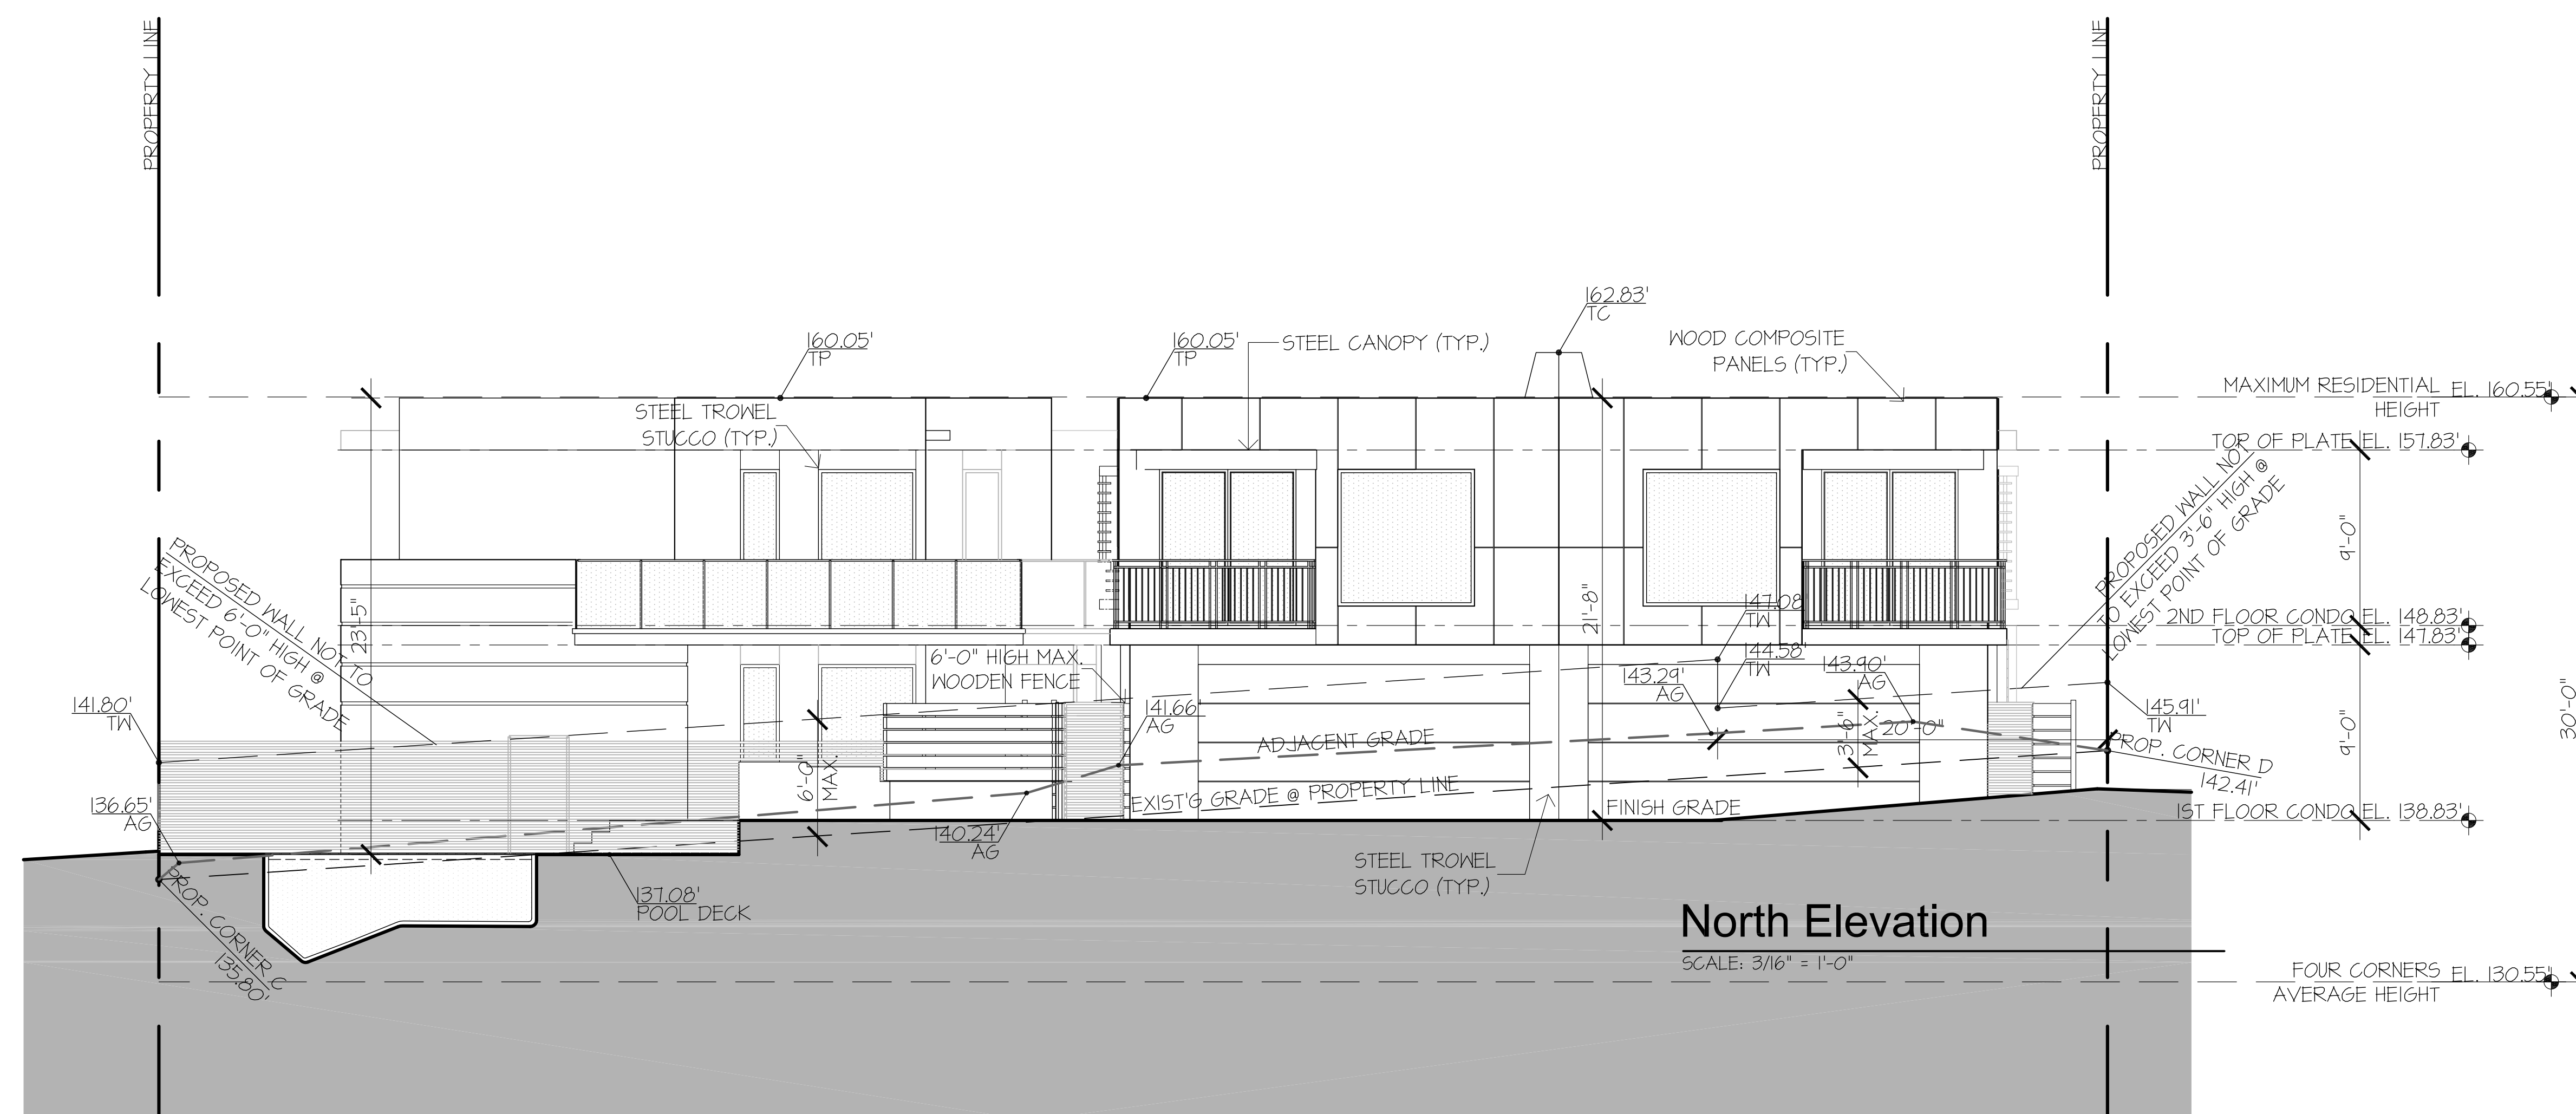 PROPERTY LINE
PROPERTY LINE
162.83'
TC
160.05'
TP
160.05'
TP
STEEL CANOPY (TYP.)
WOOD COMPOSITE
PANELS (TYP.)
MAXIMUM RESIDENTIAL
HEIGHT
EL. 160.55'
STEEL TROWEL
STUCCO (TYP.)
TOP OF PLATE EL. 157.83'
PROPOSED WALL NOT
TO EXCEED 3'-6" HIGH @
LOWEST POINT OF GRADE
9'-0"
PROPOSED WALL NOT TO
EXCEED 6'-0" HIGH @
LOWEST POINT OF GRADE
23'-5"
21'-8"
147.08'
TW
2ND FLOOR CONDO EL. 148.83'
TOP OF PLATE EL. 147.83'
6'-0" HIGH MAX.
WOODEN FENCE
144.58'
TW
143.29'
AG
143.90'
AG
141.80'
TW
141.66'
AG
145.91'
TW
30'-0"
3'-6"
MAX.
20'-0"
9'-0"
ADJACENT GRADE
PROP. CORNER D
142.41'
6'-0"
MAX.
136.65'
AG
EXIST'G GRADE @ PROPERTY LINE
FINISH GRADE
1ST FLOOR CONDO EL. 138.83'
140.24'
AG
STEEL TROWEL
STUCCO (TYP.)
137.08'
POOL DECK
PROP. CORNER C
135.80'
North Elevation
SCALE: 3/16" = 1'-0"
FOUR CORNERS
AVERAGE HEIGHT
EL. 130.55'